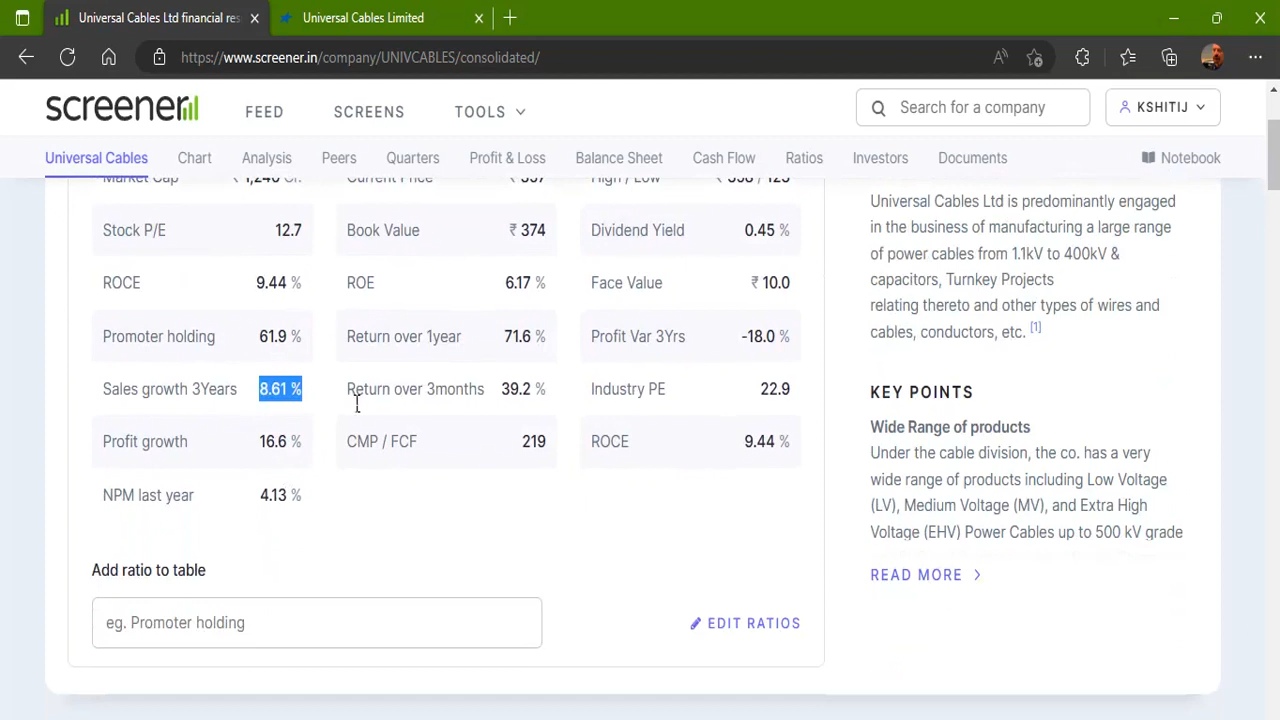 Universal Cables Ltd financial res
Universal Cables Limited
https://www.screener.in/company/UNIVCABLES/consolidated/
screener
FEED
SCREENS
TOOLS
Search for a company
KSHITIJ
Universal Cables
Chart
Analysis
Peers
Quarters
Profit & Loss
Balance Sheet
Cash Flow
Ratios
Investors
Documents
Notebook
Market Cap
Current Price
High / Low
Stock P/E 12.7
Book Value ₹ 374
Dividend Yield 0.45 %
ROCE 9.44 %
ROE 6.17 %
Face Value ₹ 10.0
Promoter holding 61.9 %
Return over 1year 71.6 %
Profit Var 3Yrs -18.0 %
Sales growth 3Years 8.61 %
Return over 3months 39.2 %
Industry PE 22.9
Profit growth 16.6 %
CMP / FCF 219
ROCE 9.44 %
NPM last year 4.13 %
Add ratio to table
eg. Promoter holding
EDIT RATIOS
Universal Cables Ltd is predominantly engaged
in the business of manufacturing a large range
of power cables from 1.1kV to 400kV &
capacitors, Turnkey Projects
relating thereto and other types of wires and
cables, conductors, etc. [1]
KEY POINTS
Wide Range of products
Under the cable division, the co. has a very
wide range of products including Low Voltage
(LV), Medium Voltage (MV), and Extra High
Voltage (EHV) Power Cables up to 500 kV grade
READ MORE